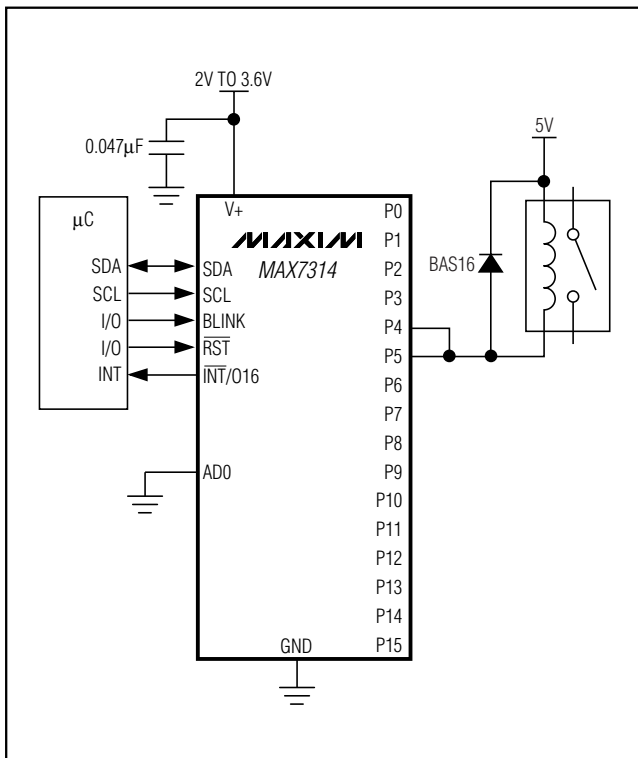 2V TO 3.6V
0.047μF
5V
μC
SDA
SCL
I/O
I/O
INT
V+
MAXIM
MAX7314
SDA
SCL
BLINK
RST
INT/O16
AD0
GND
P0
P1
P2
P3
P4
P5
P6
P7
P8
P9
P10
P11
P12
P13
P14
P15
BAS16